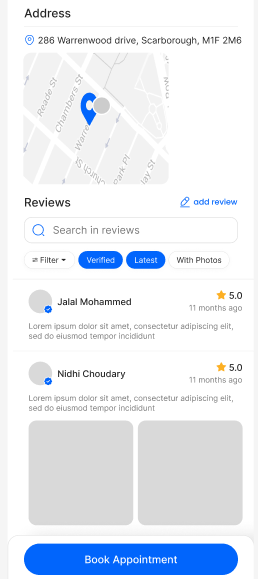 Address
286 Warrenwood drive, Scarborough, M1F 2M6
Reade St
Chambers St
Warre
Church St
Park Pl
Jay St
Reviews
add review
Search in reviews
Filter
Verified
Latest
With Photos
Jalal Mohammed
5.0
11 months ago
Lorem ipsum dolor sit amet, consectetur adipiscing elit,
sed do eiusmod tempor incididunt
Nidhi Choudary
5.0
11 months ago
Lorem ipsum dolor sit amet, consectetur adipiscing elit,
sed do eiusmod tempor incididunt
Book Appointment